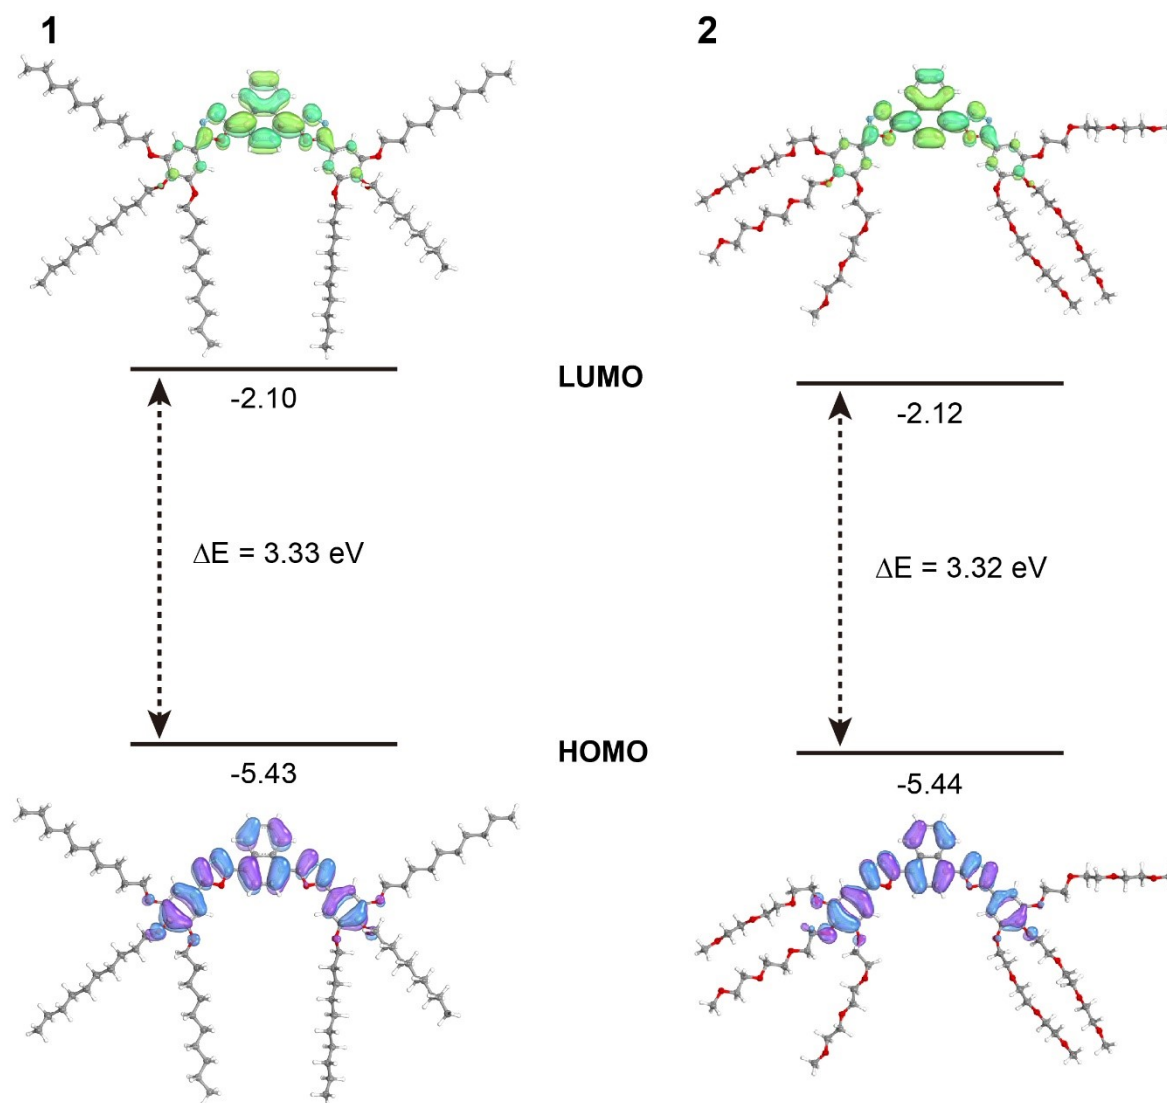 1
2
LUMO
-2.10
-2.12
ΔE = 3.33 eV
ΔE = 3.32 eV
HOMO
-5.43
-5.44